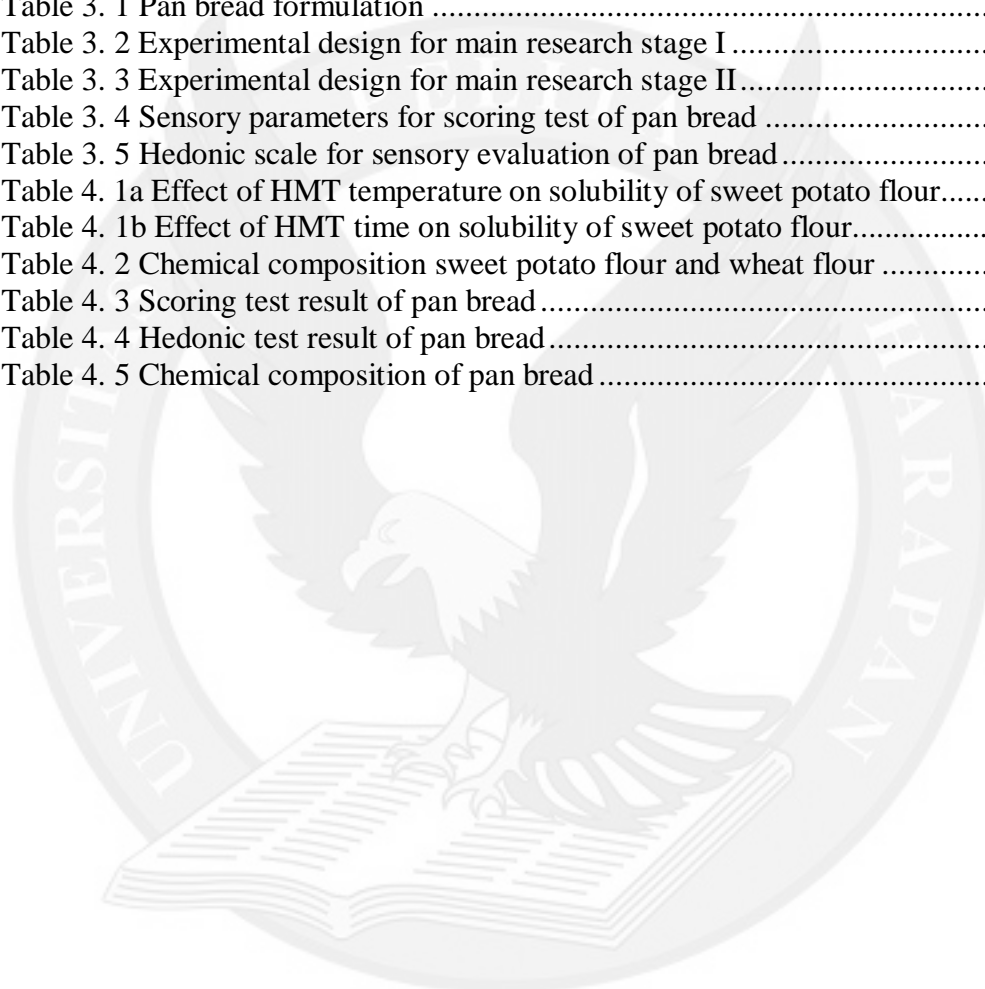 Table 3. 1 Pan bread formulation ........................................................................
Table 3. 2 Experimental design for main research stage I .................................
Table 3. 3 Experimental design for main research stage II................................
Table 3. 4 Sensory parameters for scoring test of pan bread .............................
Table 3. 5 Hedonic scale for sensory evaluation of pan bread...........................
Table 4. 1a Effect of HMT temperature on solubility of sweet potato flour......
Table 4. 1b Effect of HMT time on solubility of sweet potato flour.................
Table 4. 2 Chemical composition sweet potato flour and wheat flour ..............
Table 4. 3 Scoring test result of pan bread.........................................................
Table 4. 4 Hedonic test result of pan bread........................................................
Table 4. 5 Chemical composition of pan bread..................................................
UNIVERSITAS PELITA HARAPAN